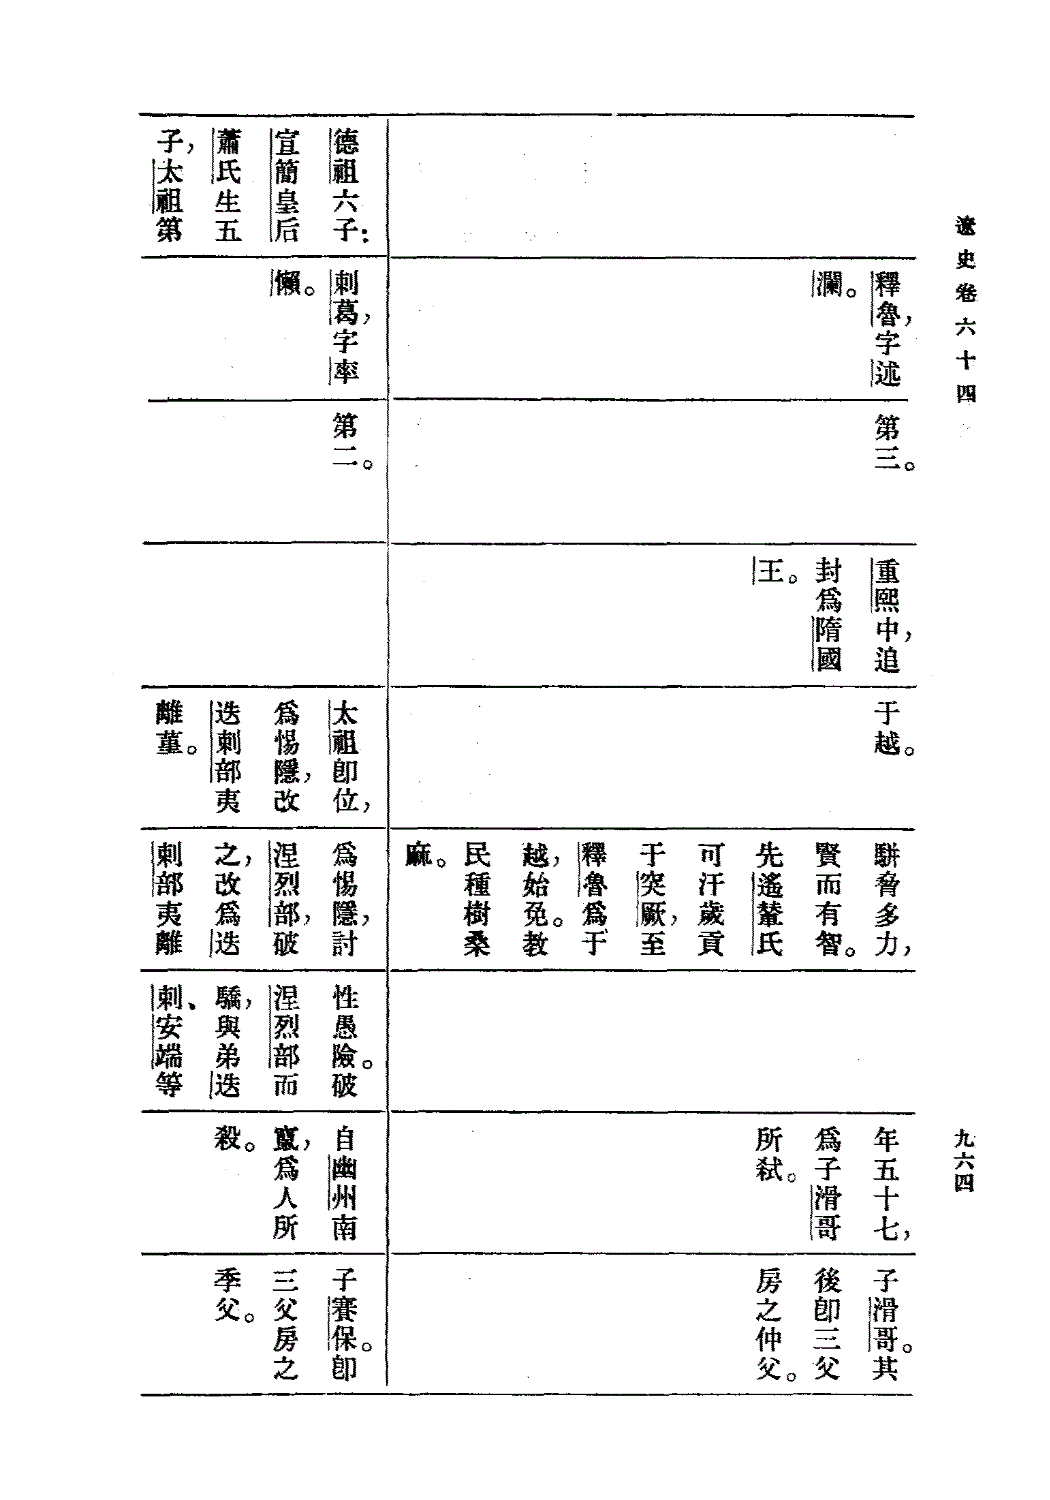 遼史卷六十四
九六四
釋魯，字述
瀾。
第三。
重熙中，追
封爲隋國
王。
于越。
駢脅多力，
賢而有智。
先遙輦氏
可汗歲貢
于突厥，至
釋魯爲于
越，始免。教
民種樹桑
麻。
年五十七，
爲子滑哥
所弒。
子滑哥。其
後卽三父
房之仲父。
德祖六子：
宣簡皇后
蕭氏生五
子，太祖第
剌葛，字率
懶。
第二。
太祖卽位，
爲惕隱，改
迭剌部夷
離菫。
爲惕隱，討
涅烈部，破
之，改爲迭
剌部夷離
性愚險。破
涅烈部而
驕，與弟迭
剌、安端等
自幽州南
竄，爲人所
殺。
子賽保。卽
三父房之
季父。